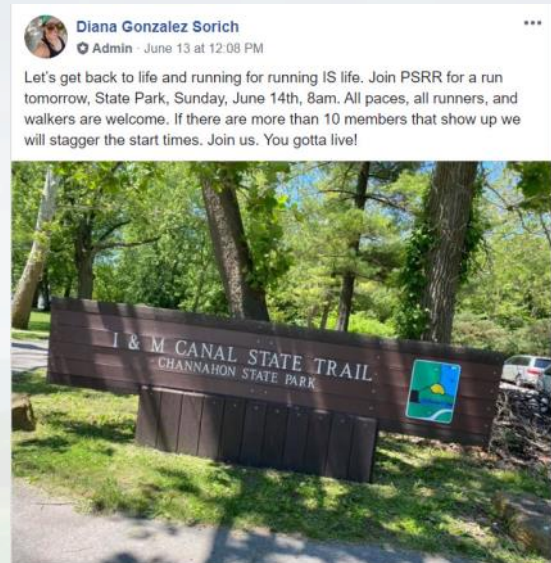 Diana Gonzalez Sorich
Admin · June 13 at 12:08 PM
Let's get back to life and running for running IS life. Join PSRR for a run
tomorrow, State Park, Sunday, June 14th, 8am. All paces, all runners, and
walkers are welcome. If there are more than 10 members that show up we
will stagger the start times. Join us. You gotta live!
I & M CANAL STATE TRAIL
CHANNAHON STATE PARK